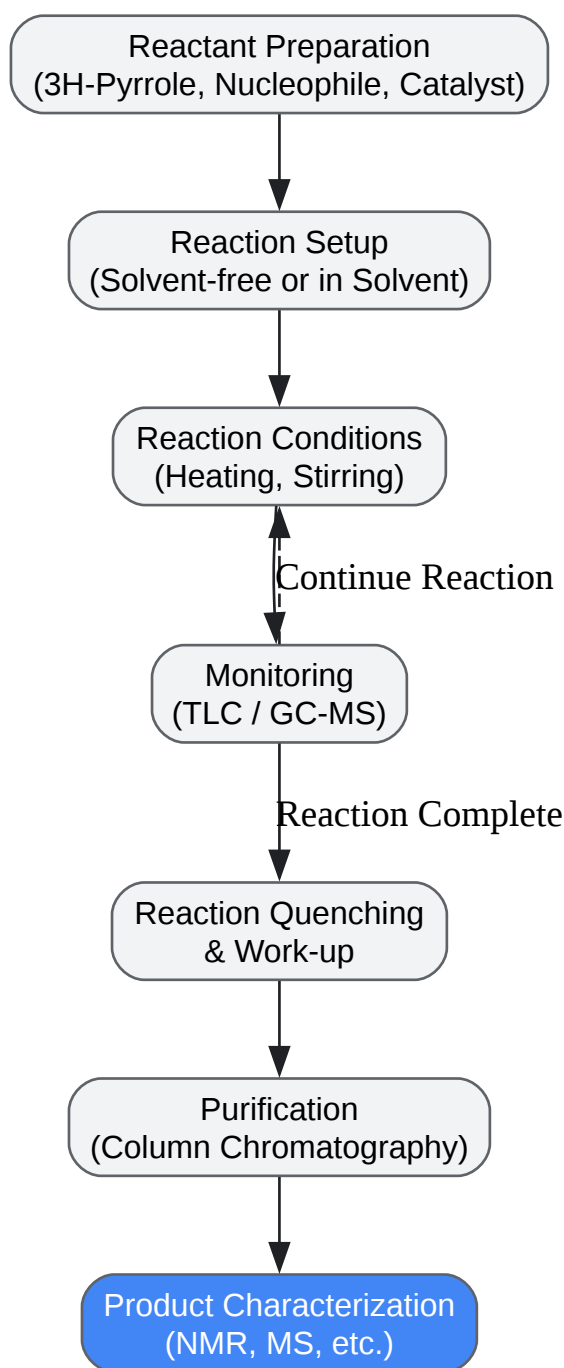 Reactant Preparation
(3H-Pyrrole, Nucleophile, Catalyst)
Reaction Setup
(Solvent-free or in Solvent)
Reaction Conditions
(Heating, Stirring)
Continue Reaction
Monitoring
(TLC / GC-MS)
Reaction Complete
Reaction Quenching
& Work-up
Purification
(Column Chromatography)
Product Characterization
(NMR, MS, etc.)